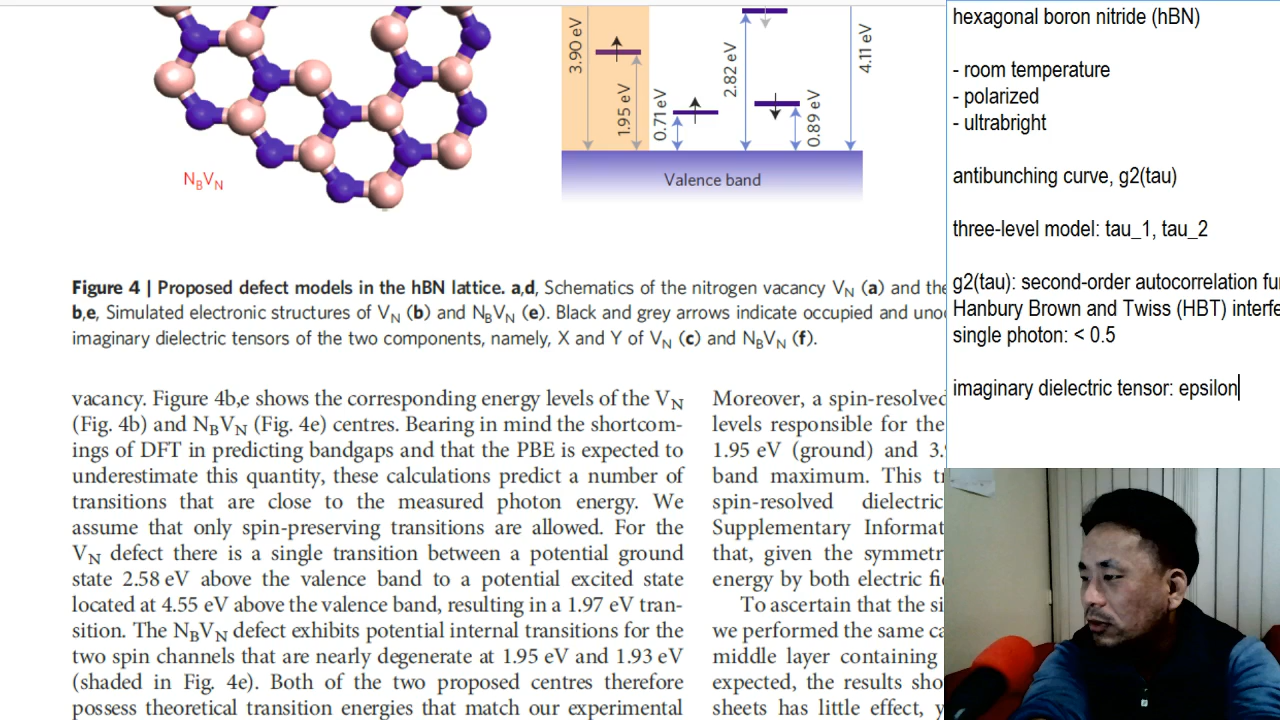 3.90 eV
1.95 eV
0.71 eV
2.82 eV
0.89 eV
4.11 eV
Valence band
NBVN
Figure 4 | Proposed defect models in the hBN lattice. a,d, Schematics of the nitrogen vacancy VN (a) and the
b,e, Simulated electronic structures of VN (b) and NBVN (e). Black and grey arrows indicate occupied and uno
imaginary dielectric tensors of the two components, namely, X and Y of VN (c) and NBVN (f).
vacancy. Figure 4b,e shows the corresponding energy levels of the VN
(Fig. 4b) and NBVN (Fig. 4e) centres. Bearing in mind the shortcom-
ings of DFT in predicting bandgaps and that the PBE is expected to
underestimate this quantity, these calculations predict a number of
transitions that are close to the measured photon energy. We
assume that only spin-preserving transitions are allowed. For the
VN defect there is a single transition between a potential ground
state 2.58 eV above the valence band to a potential excited state
located at 4.55 eV above the valence band, resulting in a 1.97 eV tran-
sition. The NBVN defect exhibits potential internal transitions for the
two spin channels that are nearly degenerate at 1.95 eV and 1.93 eV
(shaded in Fig. 4e). Both of the two proposed centres therefore
possess theoretical transition energies that match our experimental
Moreover, a spin-resolved
levels responsible for the
1.95 eV (ground) and 3.9
band maximum. This tr
spin-resolved dielectric
Supplementary Informat
that, given the symmetr
energy by both electric fi
To ascertain that the si
we performed the same ca
middle layer containing
expected, the results sho
sheets has little effect, y
hexagonal boron nitride (hBN)
- room temperature
- polarized
- ultrabright
antibunching curve, g2(tau)
three-level model: tau_1, tau_2
g2(tau): second-order autocorrelation fu
Hanbury Brown and Twiss (HBT) interfe
single photon: < 0.5
imaginary dielectric tensor: epsilon